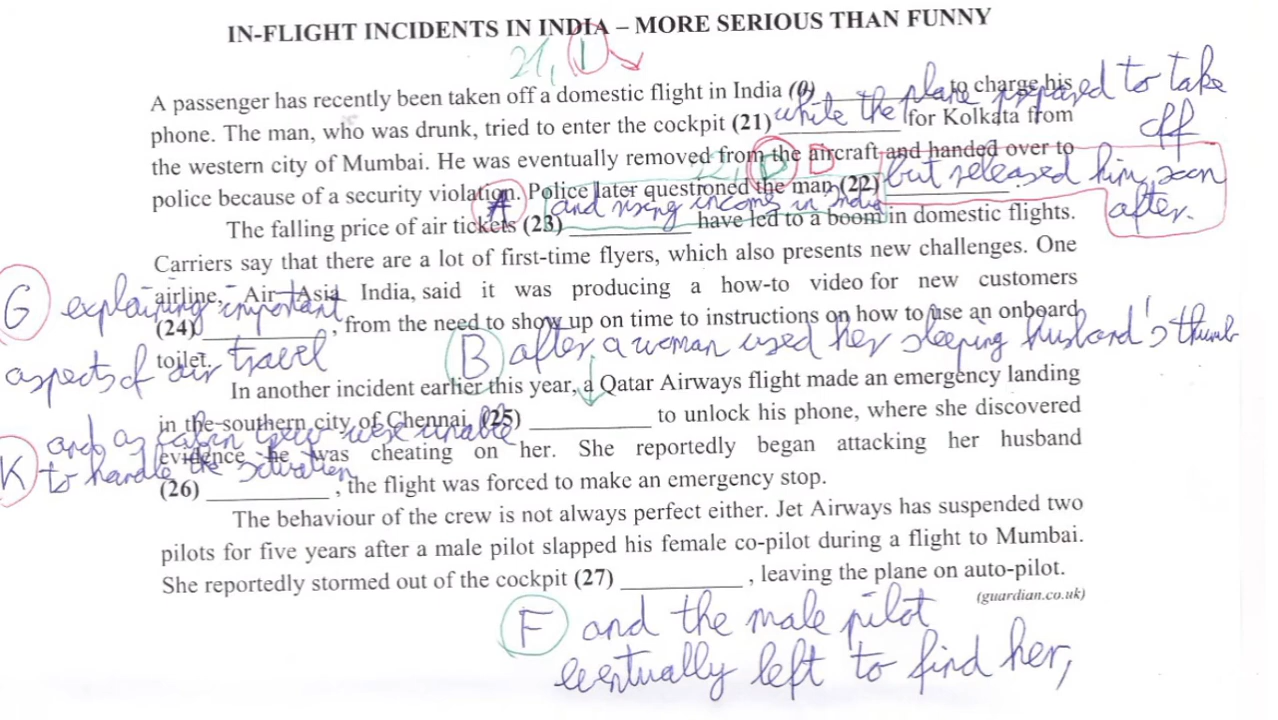 IN-FLIGHT INCIDENTS IN INDIA – MORE SERIOUS THAN FUNNY
21, I
A passenger has recently been taken off a domestic flight in India (0) __________ to charge his
while the plane prepared to take off
phone. The man, who was drunk, tried to enter the cockpit (21) __________ for Kolkata from
the western city of Mumbai. He was eventually removed from the aircraft and handed over to
D D
police because of a security violation. Police later questioned the man (22) __________.
but released him soon after.
A and rising incomes in India
The falling price of air tickets (23) __________ have led to a boom in domestic flights.
Carriers say that there are a lot of first-time flyers, which also presents new challenges. One
airline, Air Asia India, said it was producing a how-to video for new customers
G explaining important aspects of air travel
(24) __________, from the need to show up on time to instructions on how to use an onboard
toilet.
B after a woman used her sleeping husband's thumb
In another incident earlier this year, a Qatar Airways flight made an emergency landing
in the southern city of Chennai (25) __________ to unlock his phone, where she discovered
evidence he was cheating on her. She reportedly began attacking her husband
K and as cabin crew were unable to handle the situation
(26) __________, the flight was forced to make an emergency stop.
The behaviour of the crew is not always perfect either. Jet Airways has suspended two
pilots for five years after a male pilot slapped his female co-pilot during a flight to Mumbai.
She reportedly stormed out of the cockpit (27) __________, leaving the plane on auto-pilot.
(guardian.co.uk)
F and the male pilot
eventually left to find her,